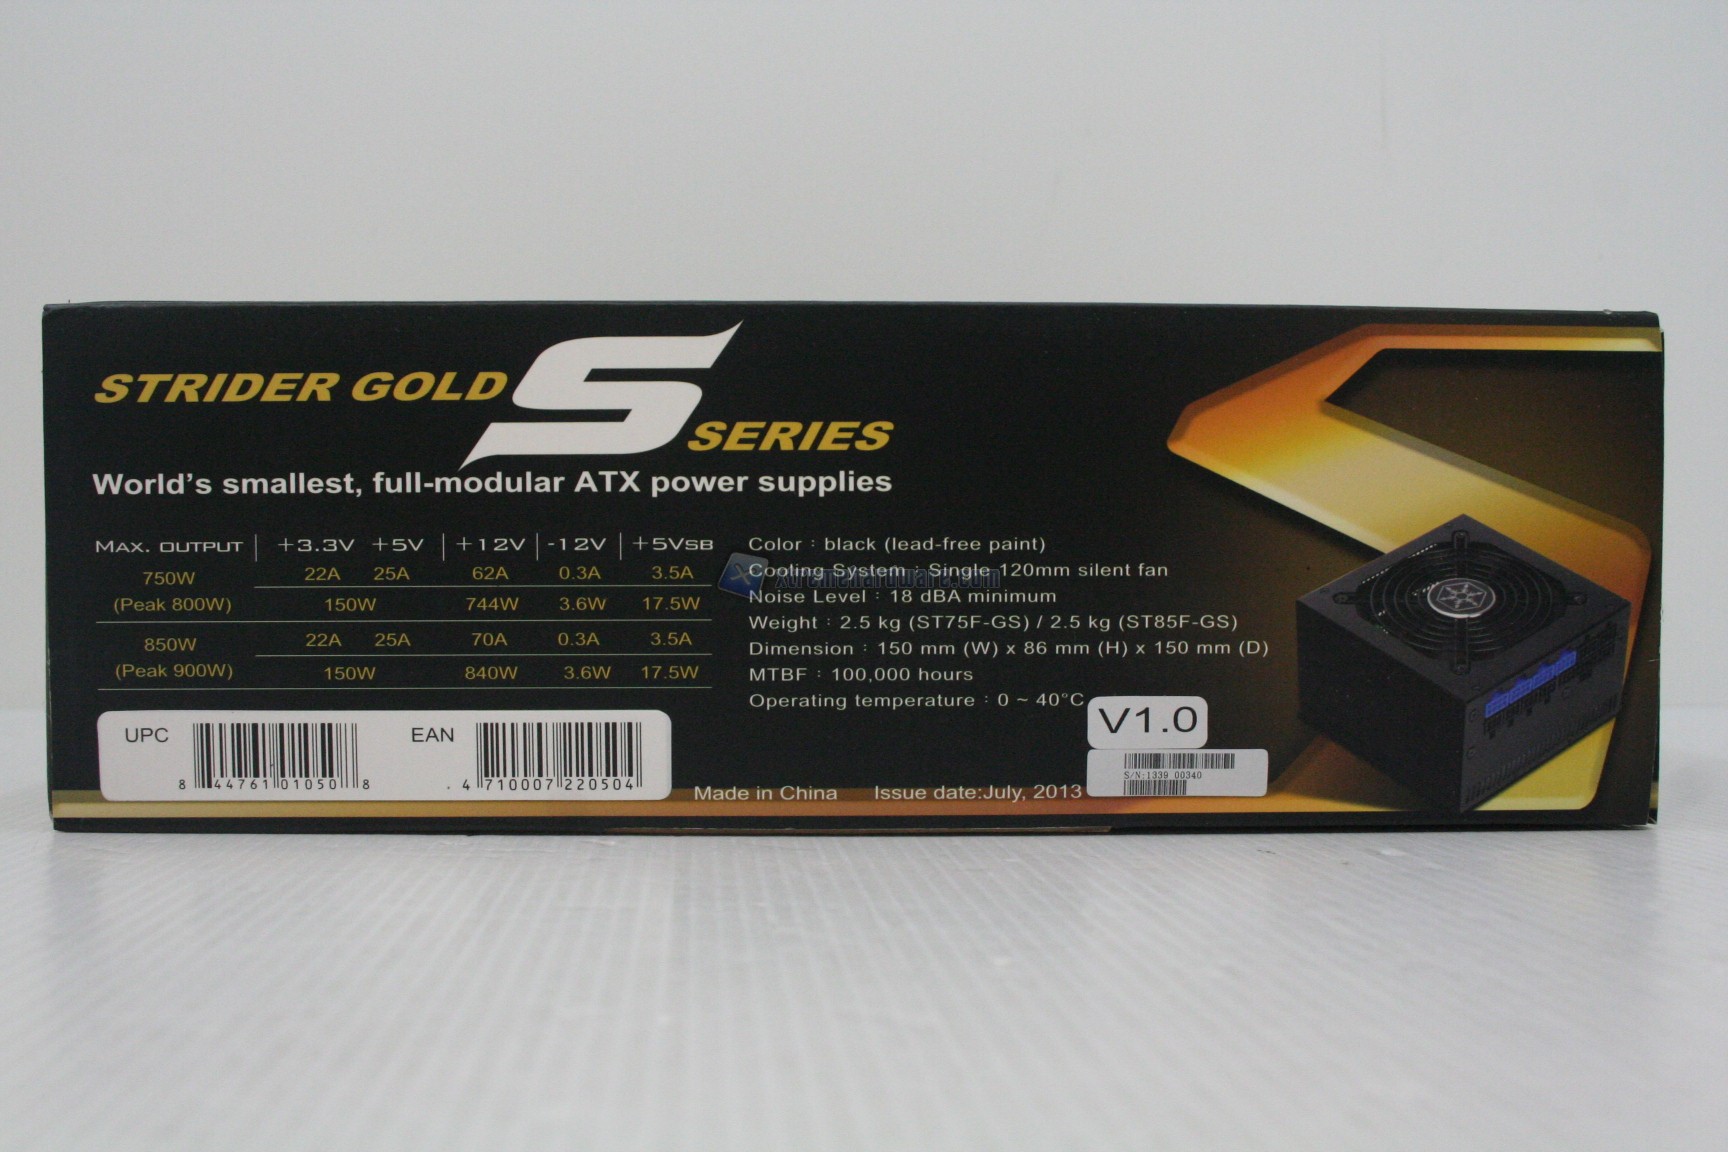 STRIDER GOLD S SERIES
World's smallest, full-modular ATX power supplies
MAX. OUTPUT +3.3V +5V +12V -12V +5VSB
750W 22A 25A 62A 0.3A 3.5A
(Peak 800W) 150W 744W 3.6W 17.5W
850W 22A 25A 70A 0.3A 3.5A
(Peak 900W) 150W 840W 3.6W 17.5W
Color : black (lead-free paint)
Cooling System : Single 120mm silent fan
xtremehardware.com
Noise Level : 18 dBA minimum
Weight : 2.5 kg (ST75F-GS) / 2.5 kg (ST85F-GS)
Dimension : 150 mm (W) x 86 mm (H) x 150 mm (D)
MTBF : 100,000 hours
Operating temperature : 0 ~ 40°C
V1.0
UPC
8 44761 01050 8
EAN
4 710007 220504
S/N:1339 00340
Made in China Issue date:July, 2013